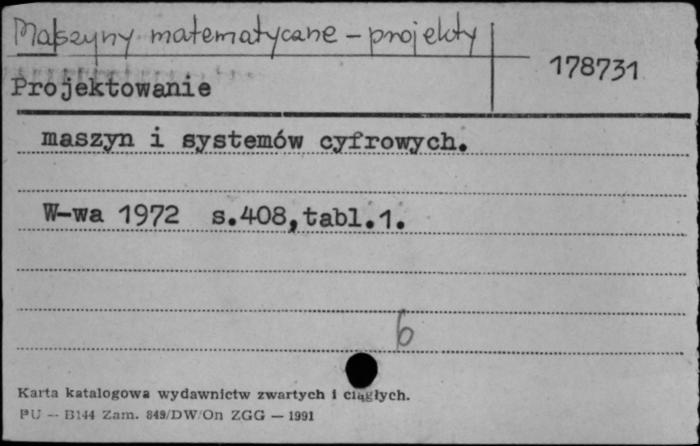 Maszyny matematyczne - projekty
178731
Projektowanie
maszyn i systemów cyfrowych.
W-wa 1972 s.408,tabl.1.
6
Karta katalogowa wydawnictw zwartych i ciągłych.
PU — B144 Zam. 849/DW/On ZGG — 1991